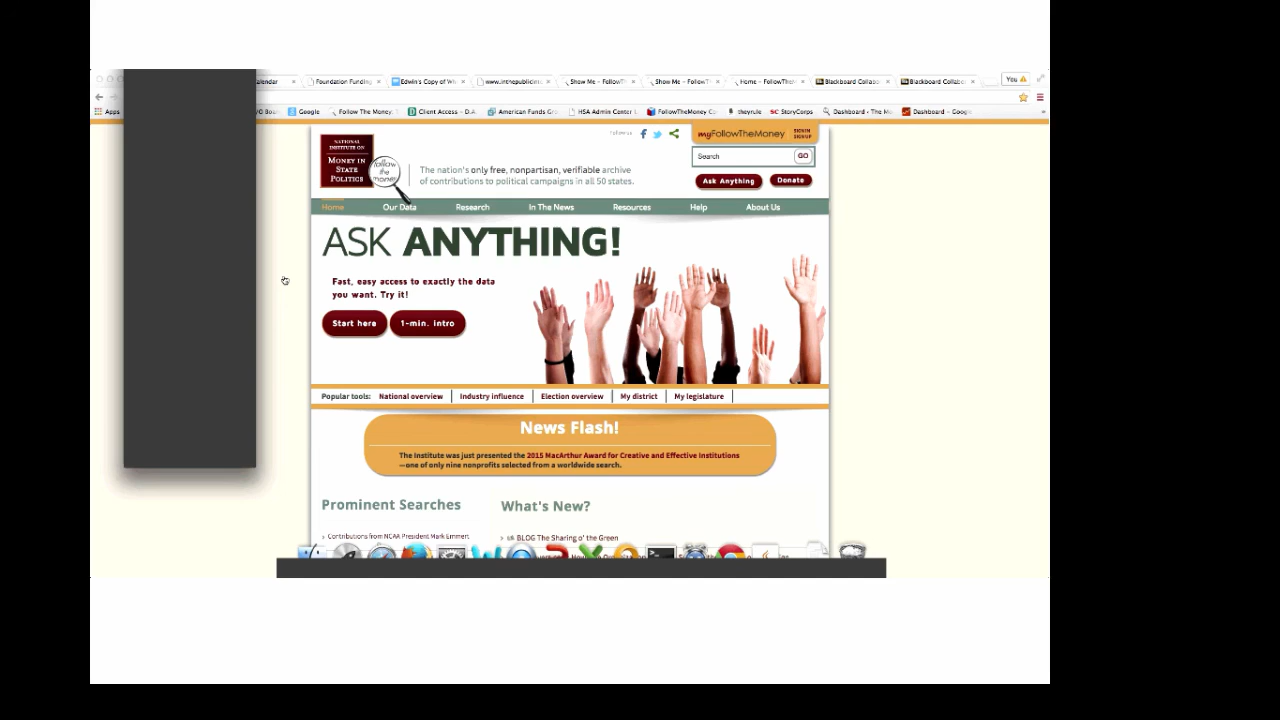 alendar
Foundation Funding
Edwin's Copy of Wh
www.inthepublicint
Show Me – FollowTh
Show Me – FollowT
Home – FollowThe
Blackboard Collabo
Blackboard Collabo
You
Apps
O Board
Google
Follow The Money:
Client Access – D.A.
American Funds Gr
HSA Admin Center L
FollowTheMoney C
theyrule
SC StoryCorps
Dashboard • The M
Dashboard – Google
NATIONAL
INSTITUTE ON
MONEY IN
STATE
POLITICS
follow
the
money
The nation's only free, nonpartisan, verifiable archive
of contributions to political campaigns in all 50 states.
Follow us
myFollowTheMoney
SIGN IN
SIGN UP
Search
GO
Ask Anything
Donate
Home
Our Data
Research
In The News
Resources
Help
About Us
ASK ANYTHING!
Fast, easy access to exactly the data
you want. Try it!
Start here
1-min. intro
Popular tools:
National overview
Industry influence
Election overview
My district
My legislature
News Flash!
The Institute was just presented the 2015 MacArthur Award for Creative and Effective Institutions
—one of only nine nonprofits selected from a worldwide search.
Prominent Searches
What's New?
Contributions from NCAA President Mark Emmert.
BLOG The Sharing o' the Green